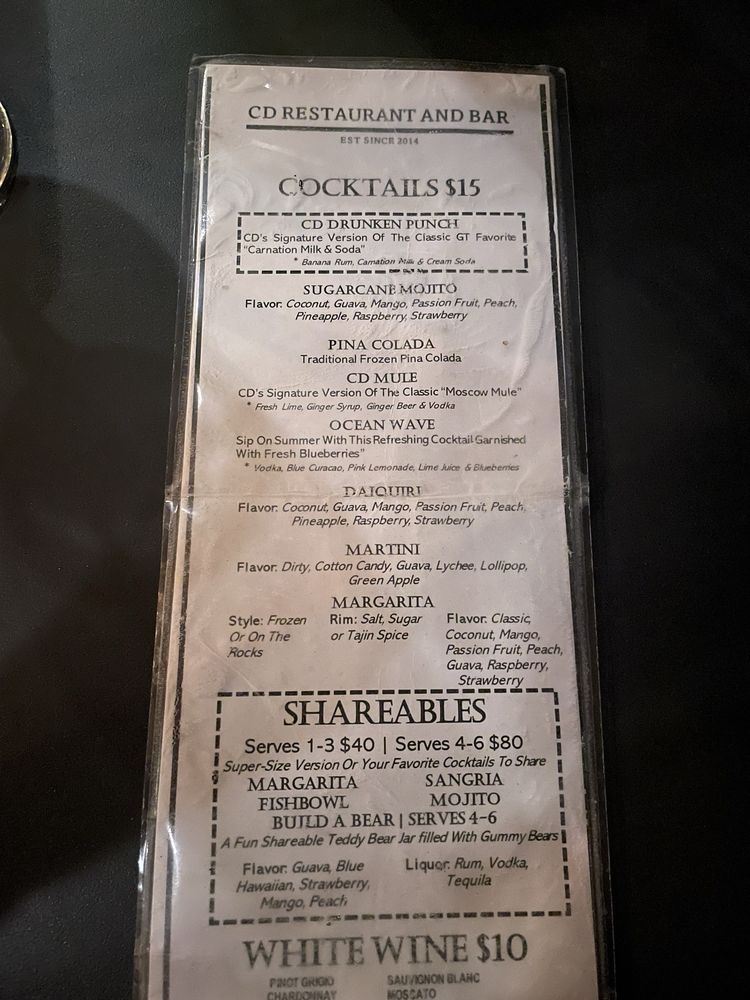 CD RESTAURANT AND BAR
EST SINCE 2014
COCKTAILS $15
CD DRUNKEN PUNCH
CD's Signature Version Of The Classic GT Favorite
"Carnation Milk & Soda"
* Banana Rum, Carnation Milk & Cream Soda
SUGARCANE MOJITO
Flavor: Coconut, Guava, Mango, Passion Fruit, Peach,
Pineapple, Raspberry, Strawberry
PINA COLADA
Traditional Frozen Pina Colada
CD MULE
CD's Signature Version Of The Classic "Moscow Mule"
* Fresh Lime, Ginger Syrup, Ginger Beer & Vodka
OCEAN WAVE
Sip On Summer With This Refreshing Cocktail Garnished
With Fresh Blueberries"
* Vodka, Blue Curacao, Pink Lemonade, Lime Juice & Blueberries
DAIQUIRI
Flavor: Coconut, Guava, Mango, Passion Fruit, Peach,
Pineapple, Raspberry, Strawberry
MARTINI
Flavor: Dirty, Cotton Candy, Guava, Lychee, Lollipop,
Green Apple
MARGARITA
Style: Frozen
Or On The
Rocks
Rim: Salt, Sugar
or Tajin Spice
Flavor: Classic,
Coconut, Mango,
Passion Fruit, Peach,
Guava, Raspberry,
Strawberry
SHAREABLES
Serves 1-3 $40 | Serves 4-6 $80
Super-Size Version Or Your Favorite Cocktails To Share
MARGARITA SANGRIA
FISHBOWL MOJITO
BUILD A BEAR | SERVES 4-6
A Fun Shareable Teddy Bear Jar filled With Gummy Bears
Flavor: Guava, Blue
Hawaiian, Strawberry,
Mango, Peach
Liquor: Rum, Vodka,
Tequila
WHITE WINE $10
PINOT GRIGIO SAUVIGNON BLANC
CHARDONNAY MOSCATO